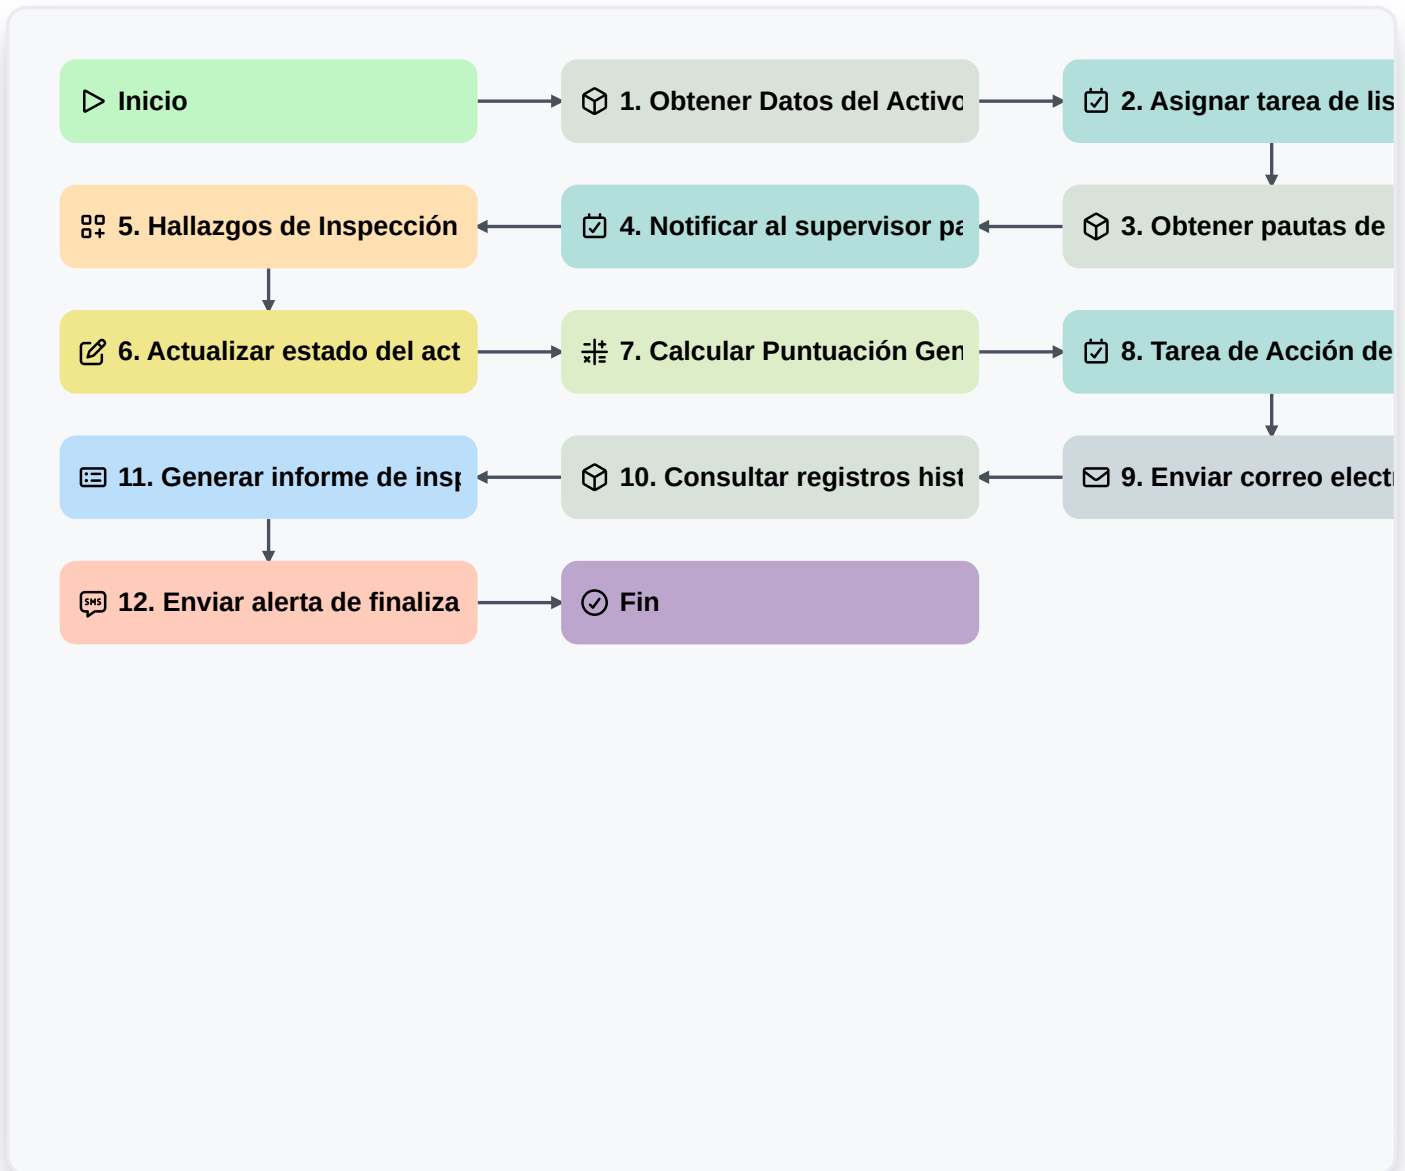 Inicio
1. Obtener Datos del Activo
2. Asignar tarea de lis
5. Hallazgos de Inspección
4. Notificar al supervisor pa
3. Obtener pautas de
6. Actualizar estado del act
7. Calcular Puntuación Gen
8. Tarea de Acción de
11. Generar informe de insp
10. Consultar registros hist
9. Enviar correo electr
12. Enviar alerta de finaliza
SMS
Fin